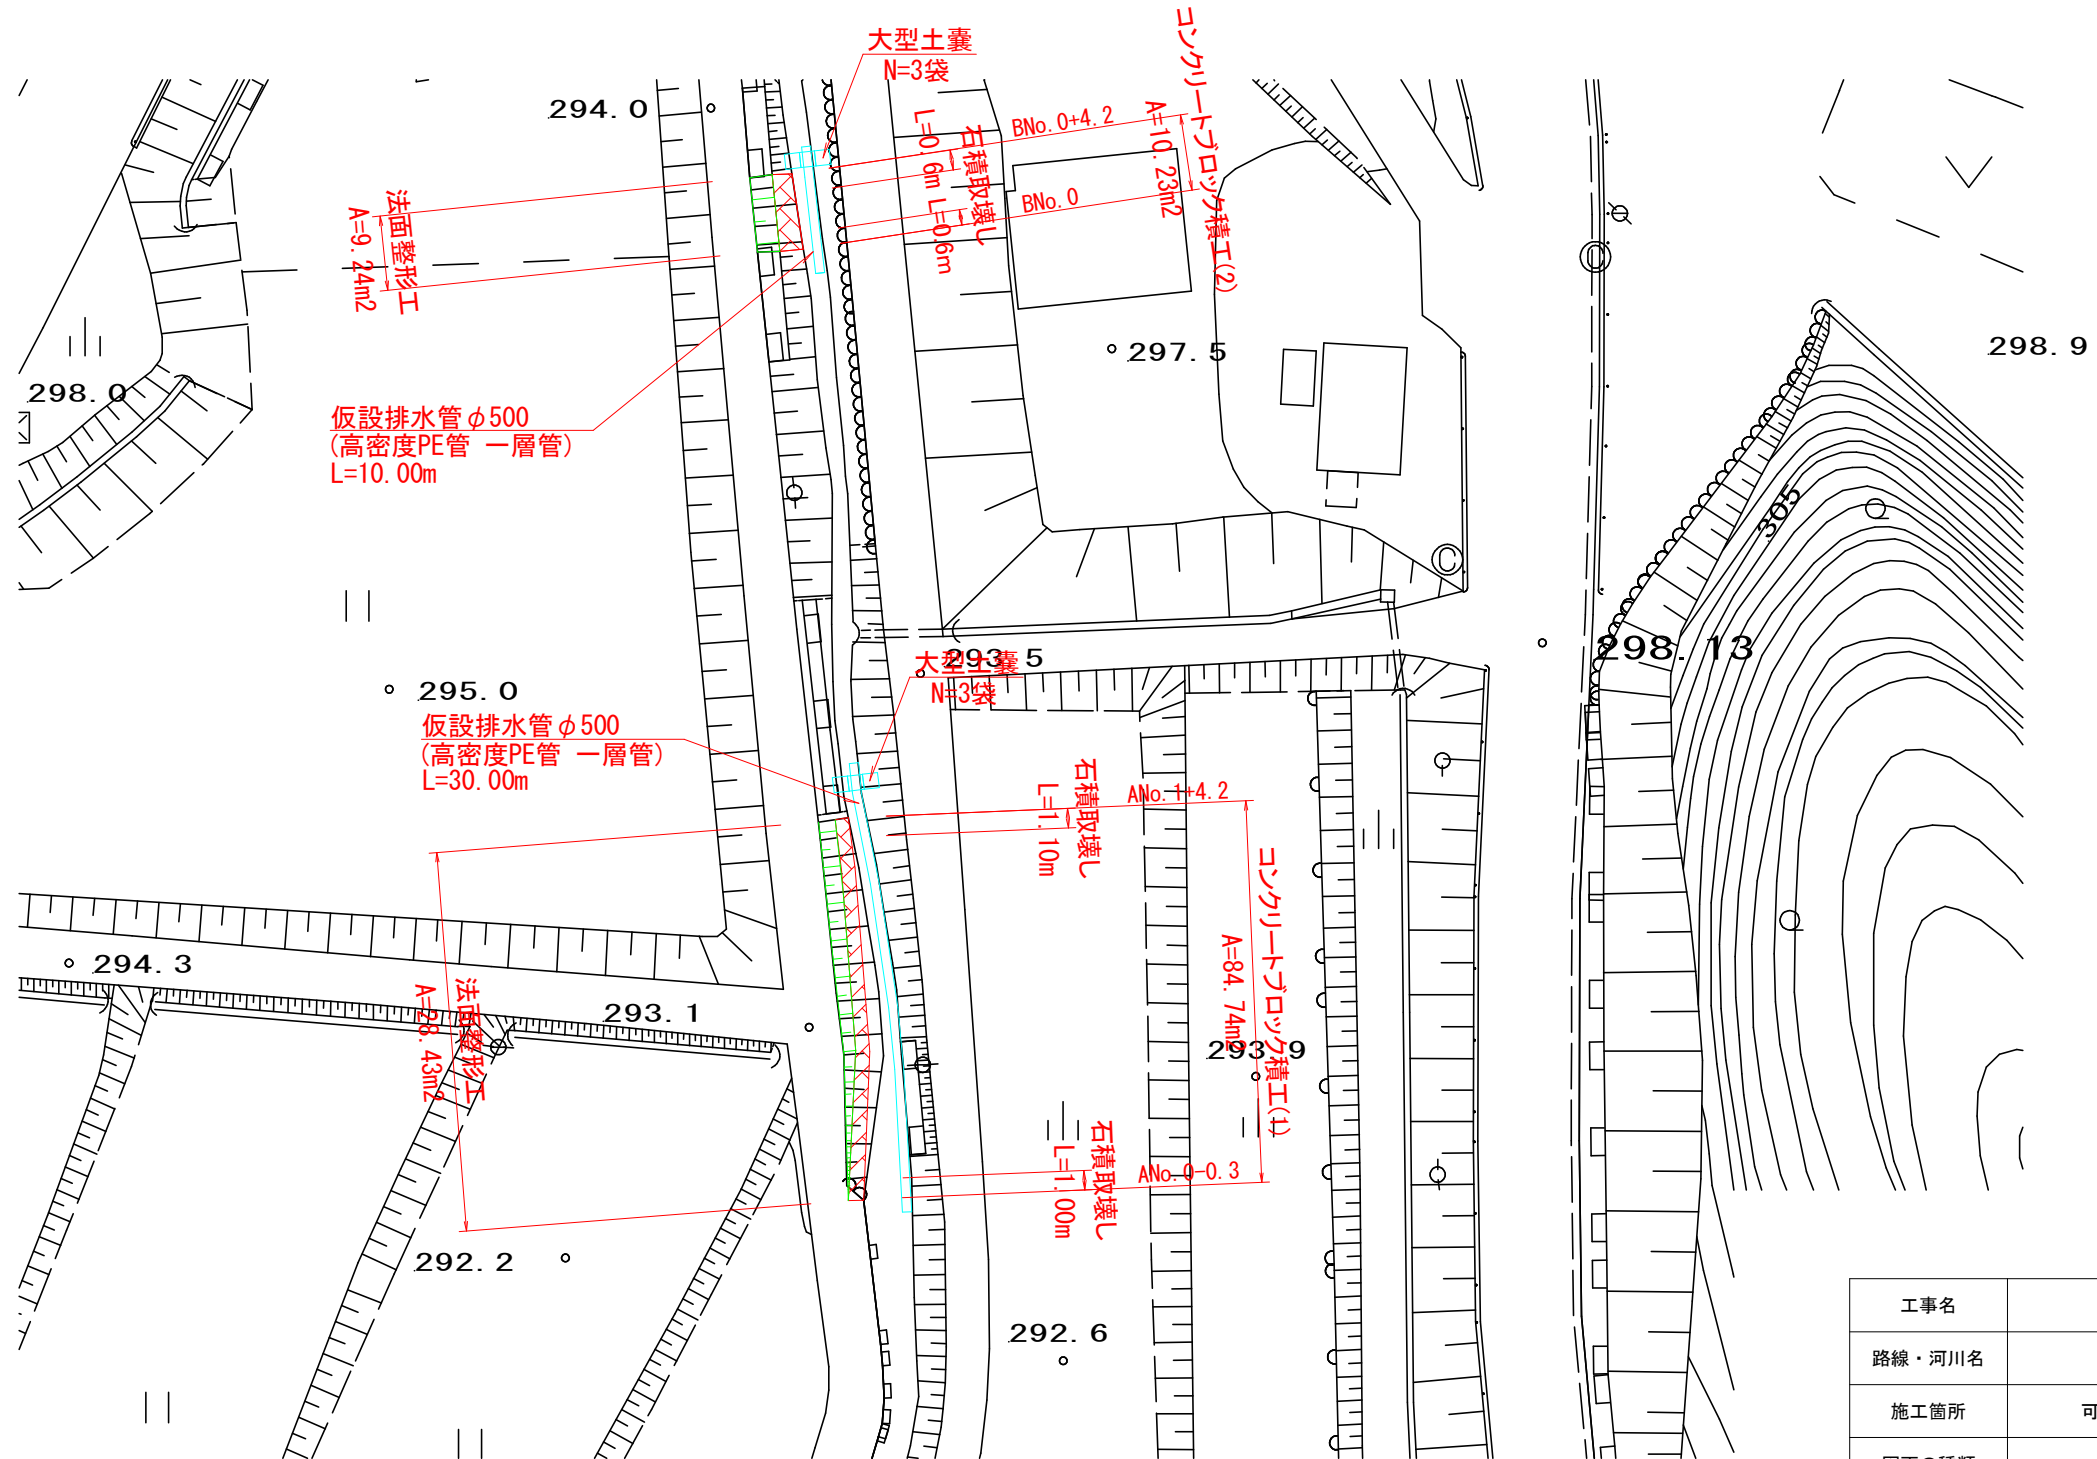 大型土嚢
N=3袋
コンクリートブロック積工(2)
A=10.23m2
294.0
BNo.0+4.2
石積取壊し
L=0.6m L=0.6m
BNo.0
法面整形工
A=9.24m2
297.5
298.9
298.0
仮設排水管φ500
(高密度PE管 一層管)
L=10.00m
305
298.13
293.5
大型土嚢
N=3袋
295.0
仮設排水管φ500
(高密度PE管 一層管)
L=30.00m
石積取壊し
L=1.10m
ANo.1+4.2
コンクリートブロック積工(1)
A=84.74m2
294.3
法面整形工
A=28.43m2
293.1
293.9
石積取壊し
L=1.00m
ANo.0-0.3
292.2
292.6
工事名
路線・河川名
施工箇所 可